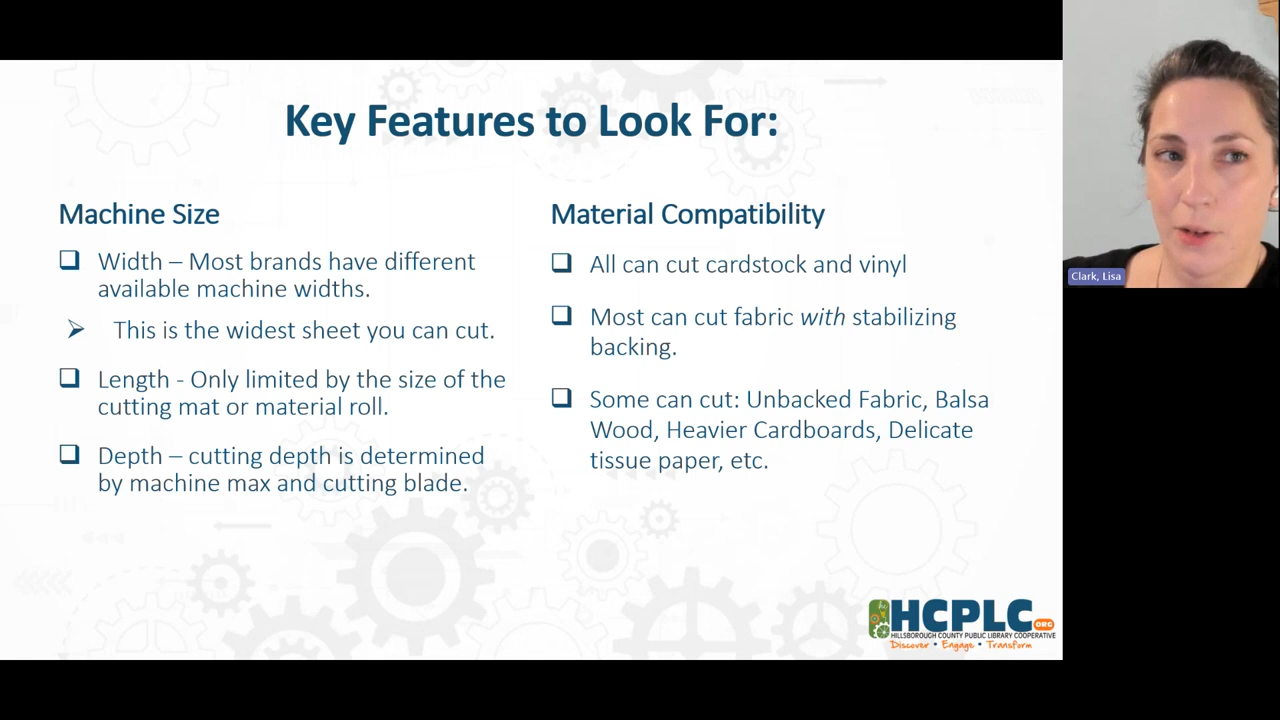 Key Features to Look For:
Machine Size
Width – Most brands have different
available machine widths.
This is the widest sheet you can cut.
Length - Only limited by the size of the
cutting mat or material roll.
Depth – cutting depth is determined
by machine max and cutting blade.
Material Compatibility
All can cut cardstock and vinyl
Most can cut fabric with stabilizing
backing.
Some can cut: Unbacked Fabric, Balsa
Wood, Heavier Cardboards, Delicate
tissue paper, etc.
Clark, Lisa
HCPLC.ORG
HILLSBOROUGH COUNTY PUBLIC LIBRARY COOPERATIVE
Discover • Engage • Transform